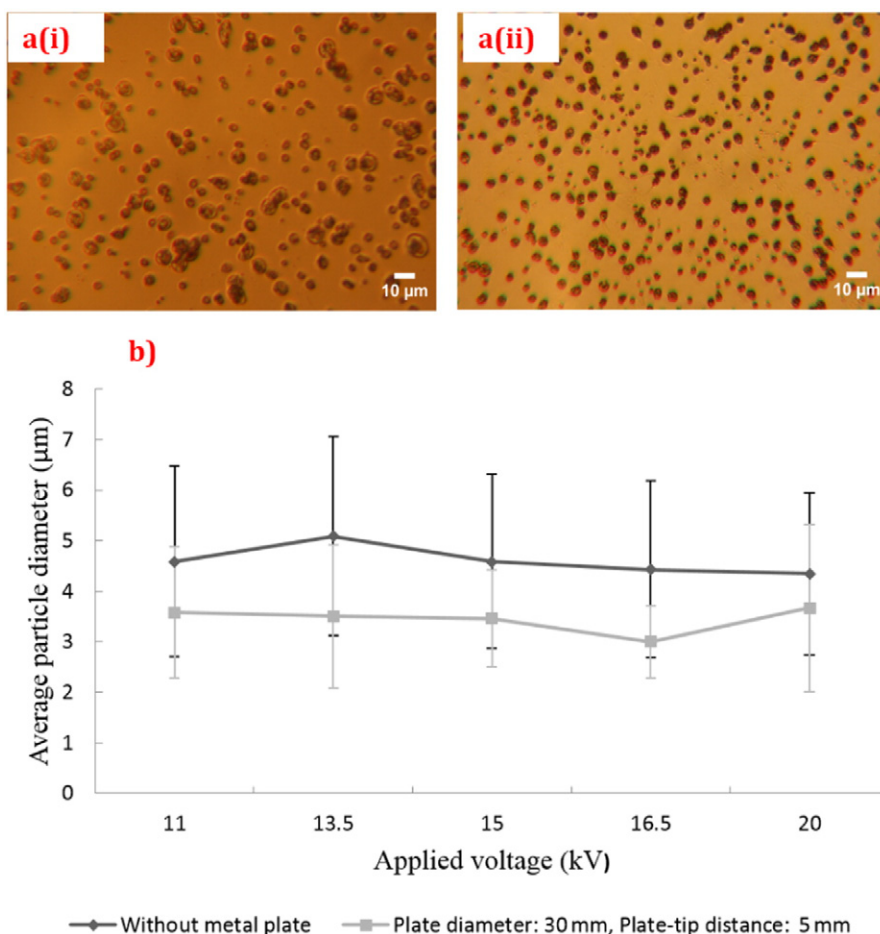 a(i)
a(ii)
10 µm
10 µm
b)
Average particle diameter (µm)
8
7
6
5
4
3
2
1
0
11 13.5 15 16.5 20
Applied voltage (kV)
Without metal plate Plate diameter: 30 mm, Plate-tip distance: 5 mm